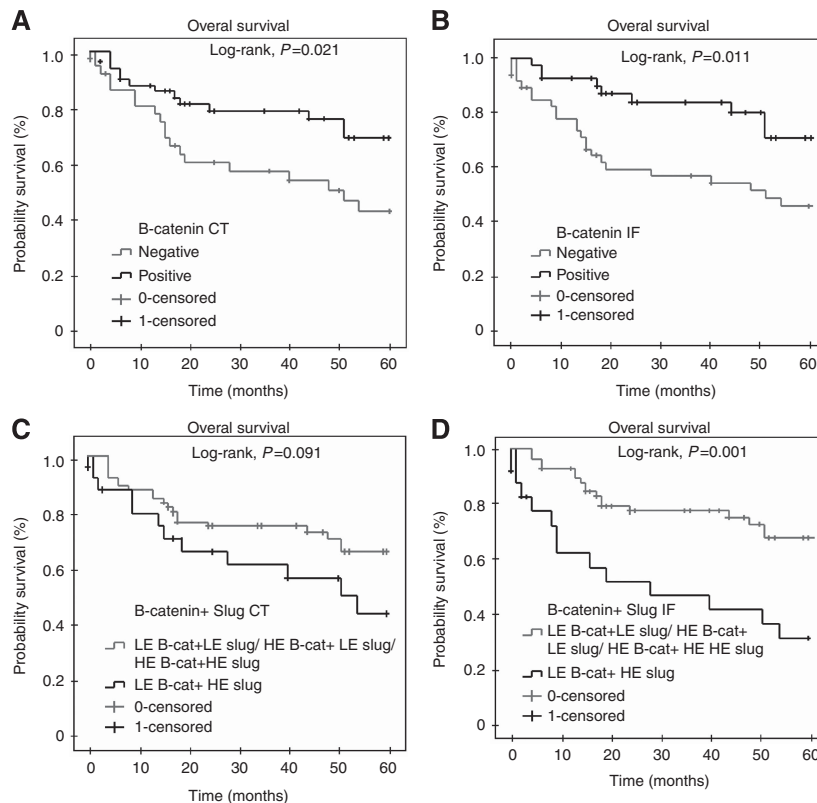 A
Overal survival
Log-rank, P=0.021
Probability survival (%)
1.0
0.8
0.6
0.4
0.2
0
B-catenin CT
Negative
Positive
0-censored
1-censored
0 10 20 30 40 50 60
Time (months)
B
Overal survival
Log-rank, P=0.011
Probability survival (%)
1.0
0.8
0.6
0.4
0.2
0
B-catenin IF
Negative
Positive
0-censored
1-censored
0 10 20 30 40 50 60
Time (months)
C
Overal survival
Log-rank, P=0.091
Probability survival (%)
1.0
0.8
0.6
0.4
0.2
0
B-catenin+ Slug CT
LE B-cat+LE slug/ HE B-cat+ LE slug/
HE B-cat+HE slug
LE B-cat+ HE slug
0-censored
1-censored
0 10 20 30 40 50 60
Time (months)
D
Overal survival
Log-rank, P=0.001
Probability survival (%)
1.0
0.8
0.6
0.4
0.2
0
B-catenin+ Slug IF
LE B-cat+LE slug/ HE B-cat+
LE slug/ HE B-cat+ HE HE slug
LE B-cat+ HE slug
0-censored
1-censored
0 10 20 30 40 50 60
Time (months)